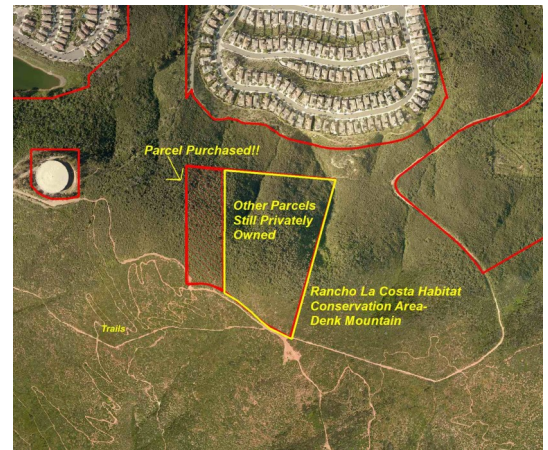 Parcel Purchased!!
Other Parcels
Still Privately
Owned
Rancho La Costa Habitat
Conservation Area-
Denk Mountain
Trails